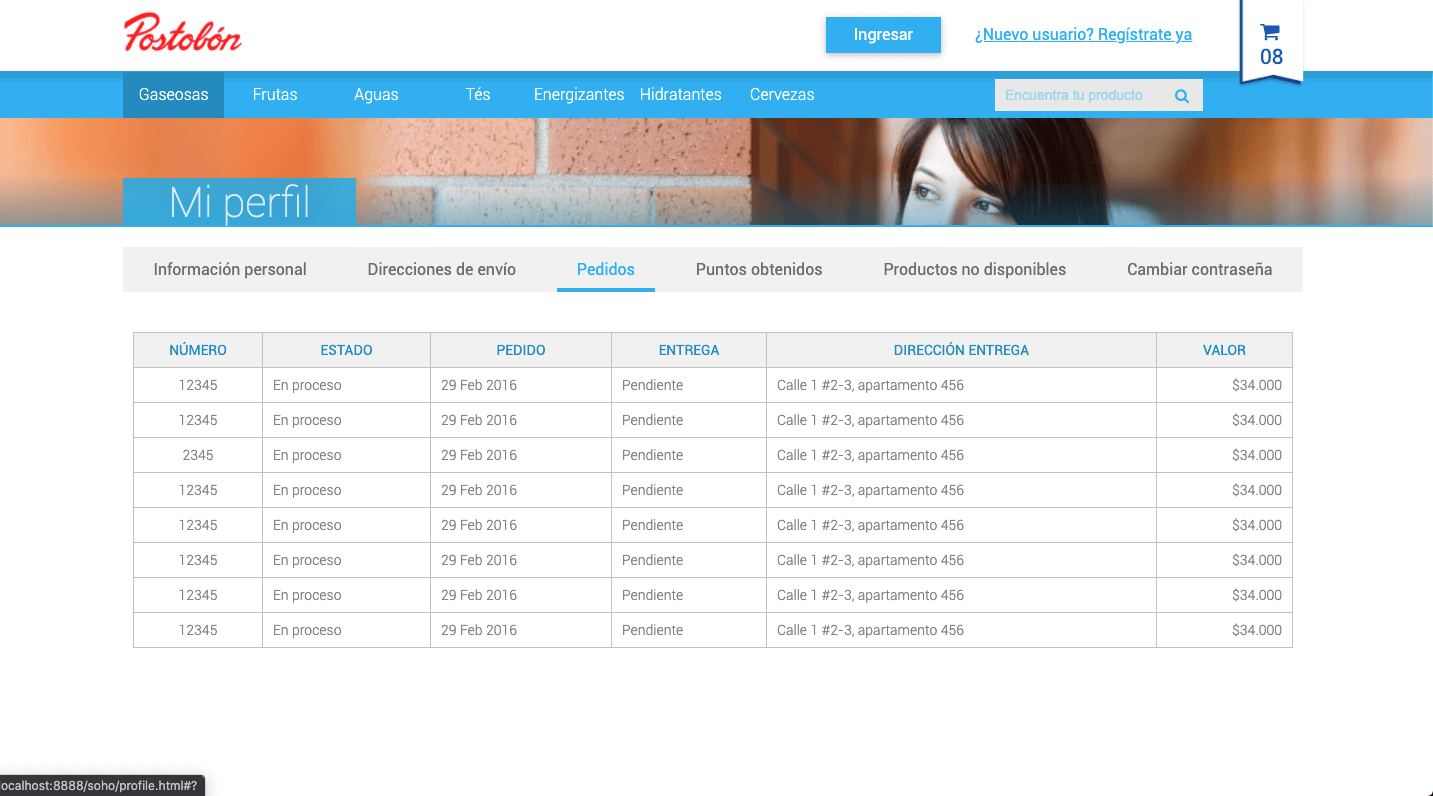 Postobón
Ingresar
¿Nuevo usuario? Regístrate ya
08
Gaseosas Frutas Aguas Tés Energizantes Hidratantes Cervezas
Encuentra tu producto
Mi perfil
Información personal Direcciones de envío Pedidos Puntos obtenidos Productos no disponibles Cambiar contraseña
NÚMERO ESTADO PEDIDO ENTREGA DIRECCIÓN ENTREGA VALOR
12345 En proceso 29 Feb 2016 Pendiente Calle 1 #2-3, apartamento 456 $34.000
12345 En proceso 29 Feb 2016 Pendiente Calle 1 #2-3, apartamento 456 $34.000
2345 En proceso 29 Feb 2016 Pendiente Calle 1 #2-3, apartamento 456 $34.000
12345 En proceso 29 Feb 2016 Pendiente Calle 1 #2-3, apartamento 456 $34.000
12345 En proceso 29 Feb 2016 Pendiente Calle 1 #2-3, apartamento 456 $34.000
12345 En proceso 29 Feb 2016 Pendiente Calle 1 #2-3, apartamento 456 $34.000
12345 En proceso 29 Feb 2016 Pendiente Calle 1 #2-3, apartamento 456 $34.000
12345 En proceso 29 Feb 2016 Pendiente Calle 1 #2-3, apartamento 456 $34.000
ocalhost:8888/soho/profile.html#?